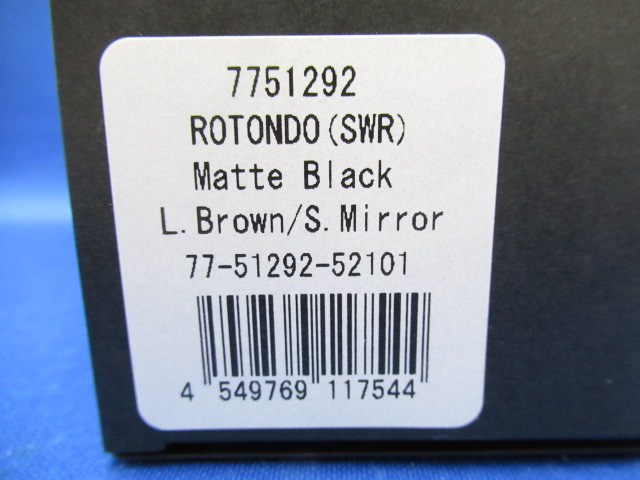 7751292
ROTONDO(SWR)
Matte Black
L.Brown/S.Mirror
77-51292-52101
4 549769 117544